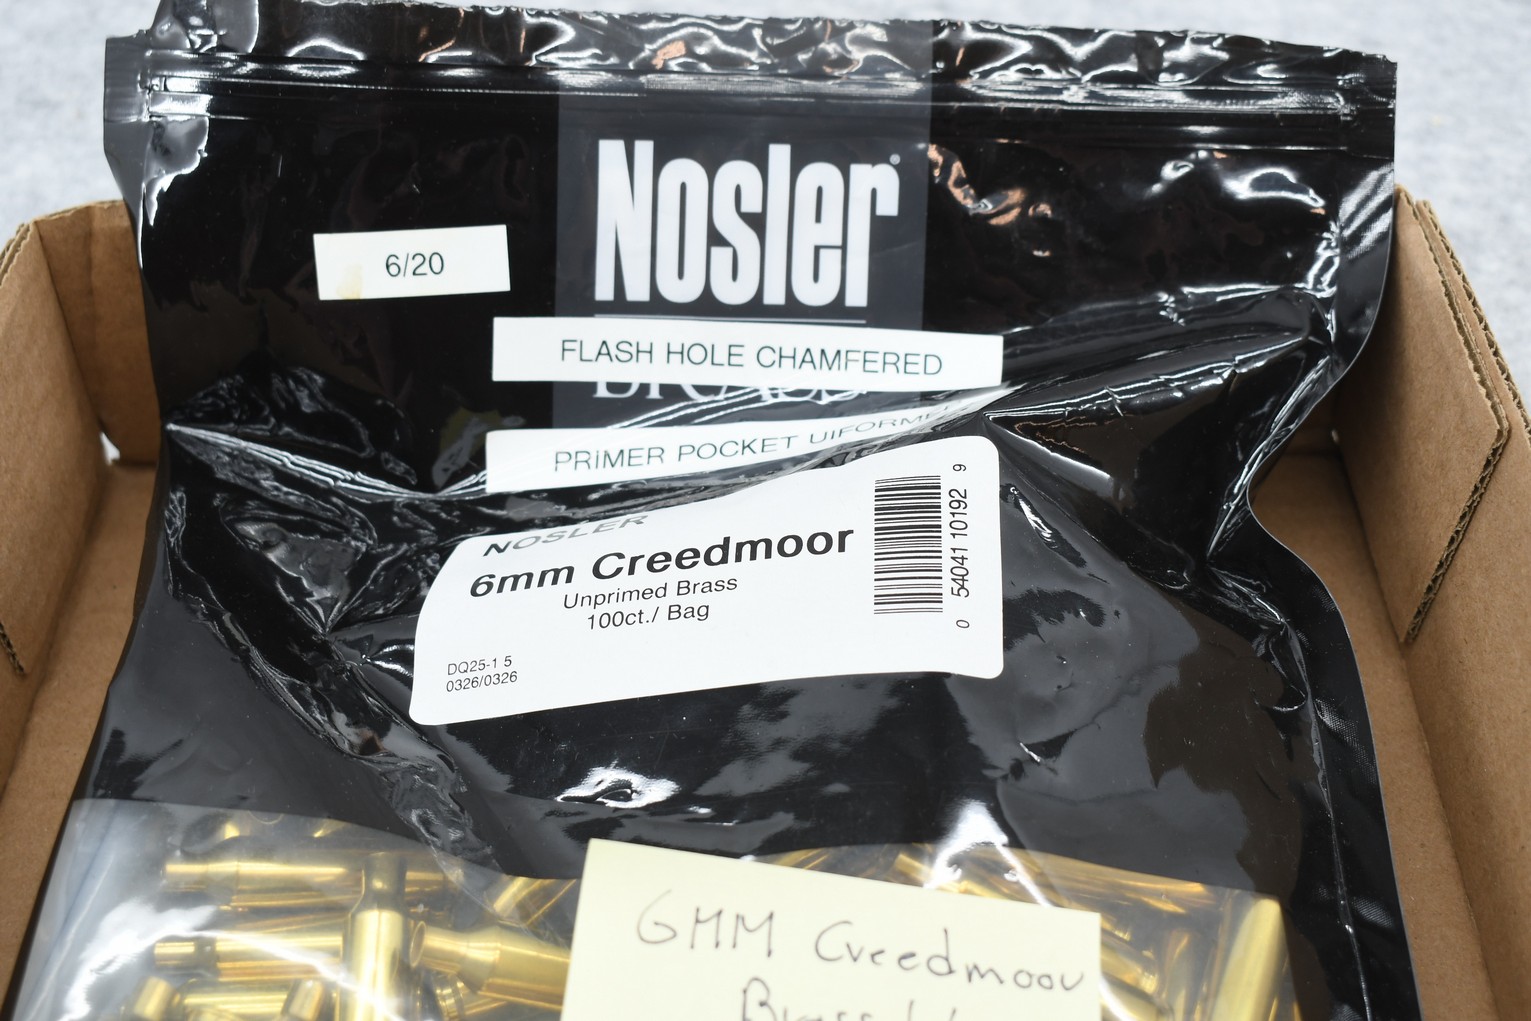 Nosler
6/20
FLASH HOLE CHAMFERED
BRASS
PRiMER POCKET UIFORMED
NOSLER
6mm Creedmoor
Unprimed Brass
100ct./ Bag
DQ25-1 5
0326/0326
0 54041 10192 9
6MM Creedmoor
Brass